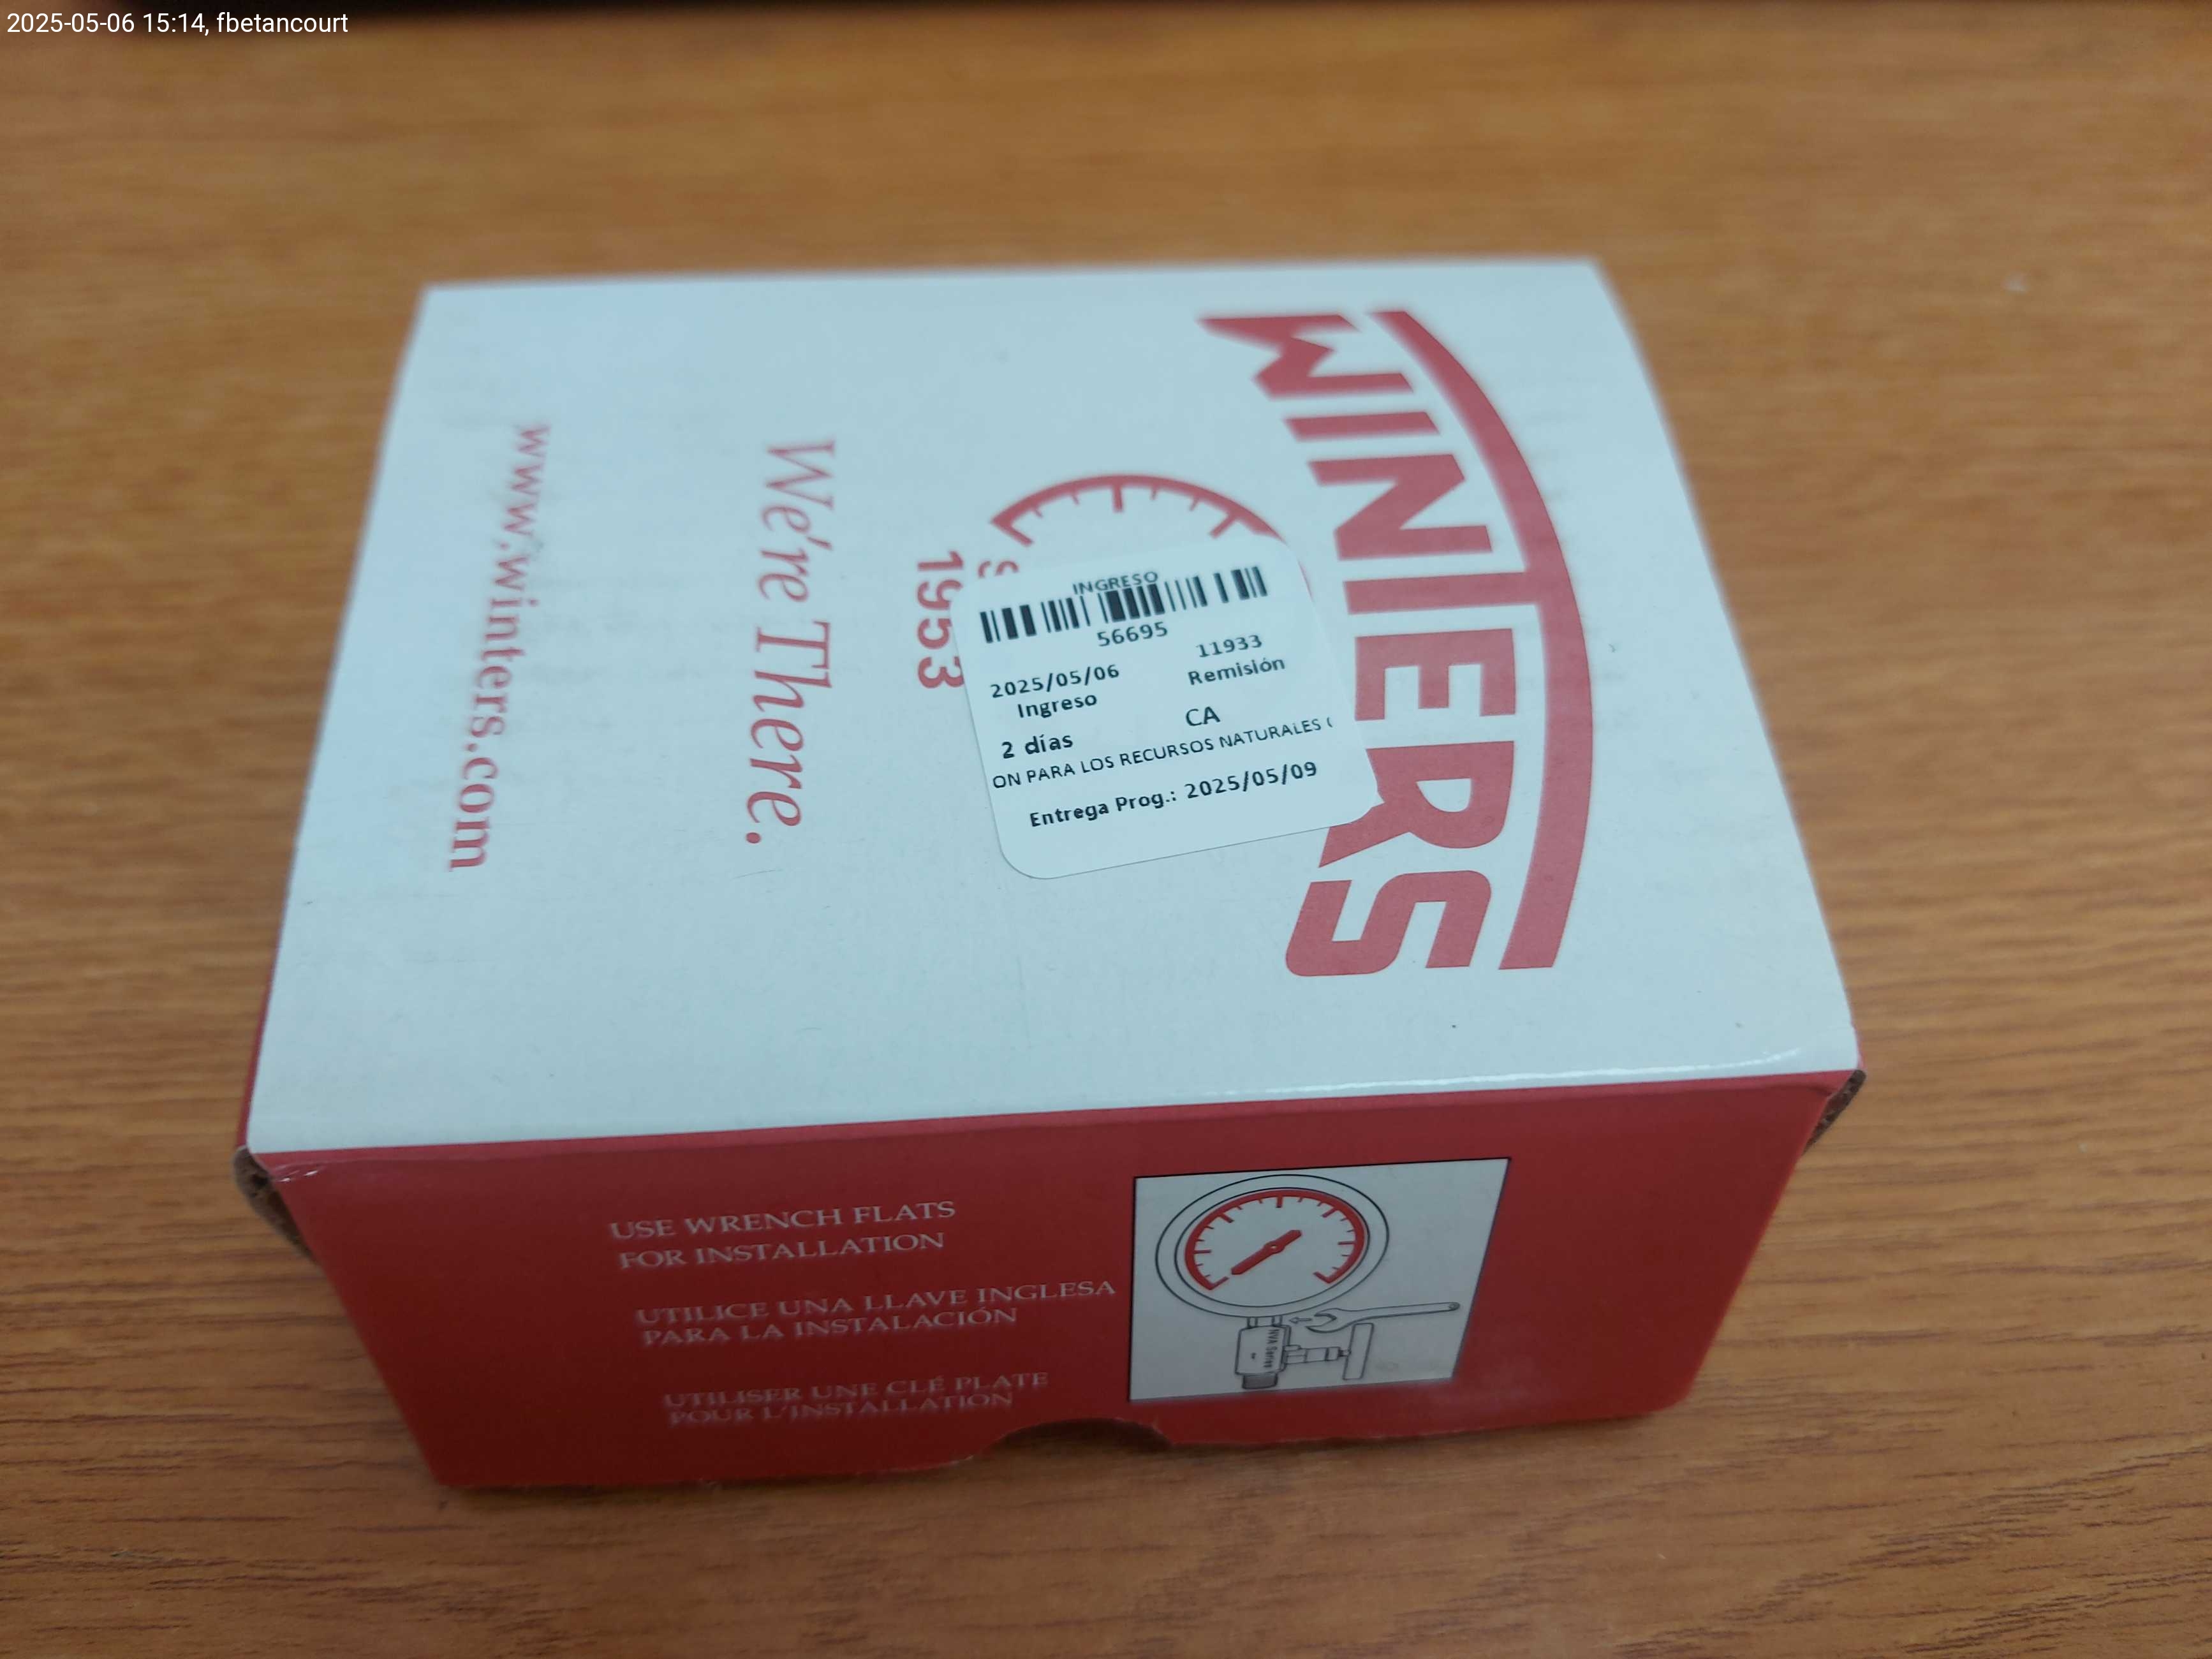 2025-05-06 15:14, fbetancourt
WINTERS
1953
We're There.
www.winters.com
INGRESO
56695
2025/05/06 11933
Ingreso Remisión
2 días CA
ON PARA LOS RECURSOS NATURALES (
Entrega Prog.: 2025/05/09
USE WRENCH FLATS
FOR INSTALLATION
UTILICE UNA LLAVE INGLESA
PARA LA INSTALACIÓN
UTILISER UNE CLÉ PLATE
POUR L'INSTALLATION
NVA Series